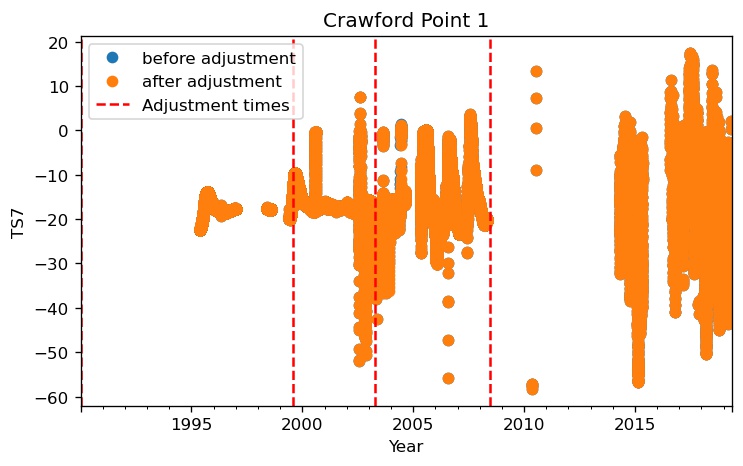 Crawford Point 1
before adjustment
after adjustment
Adjustment times
TS7
20
10
0
−10
−20
−30
−40
−50
−60
1995 2000 2005 2010 2015
Year